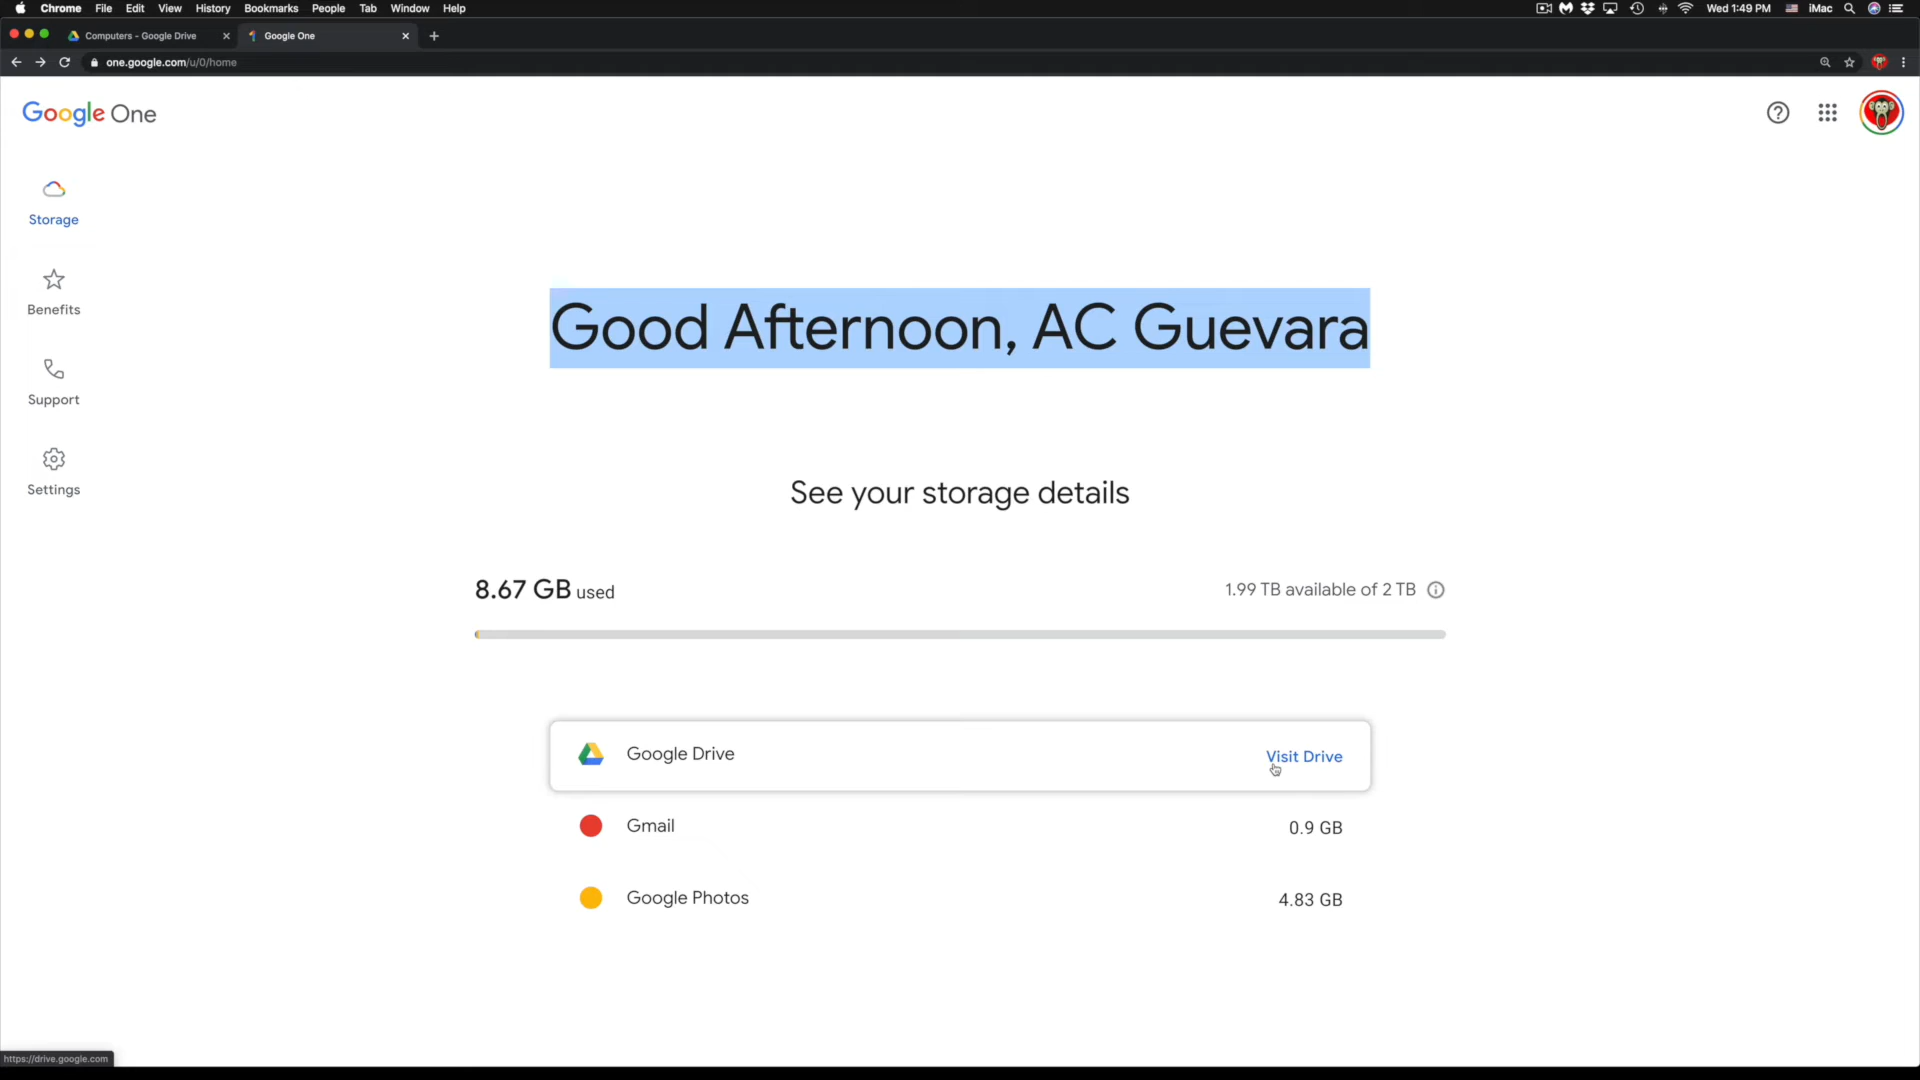 Chrome File Edit View History Bookmarks People Tab Window Help
Wed 1:49 PM iMac
Computers - Google Drive
Google One
one.google.com/u/0/home
Google One
Storage
Benefits
Support
Settings
Good Afternoon, AC Guevara
See your storage details
8.67 GB used
1.99 TB available of 2 TB
Google Drive
Visit Drive
Gmail
0.9 GB
Google Photos
4.83 GB
https://drive.google.com